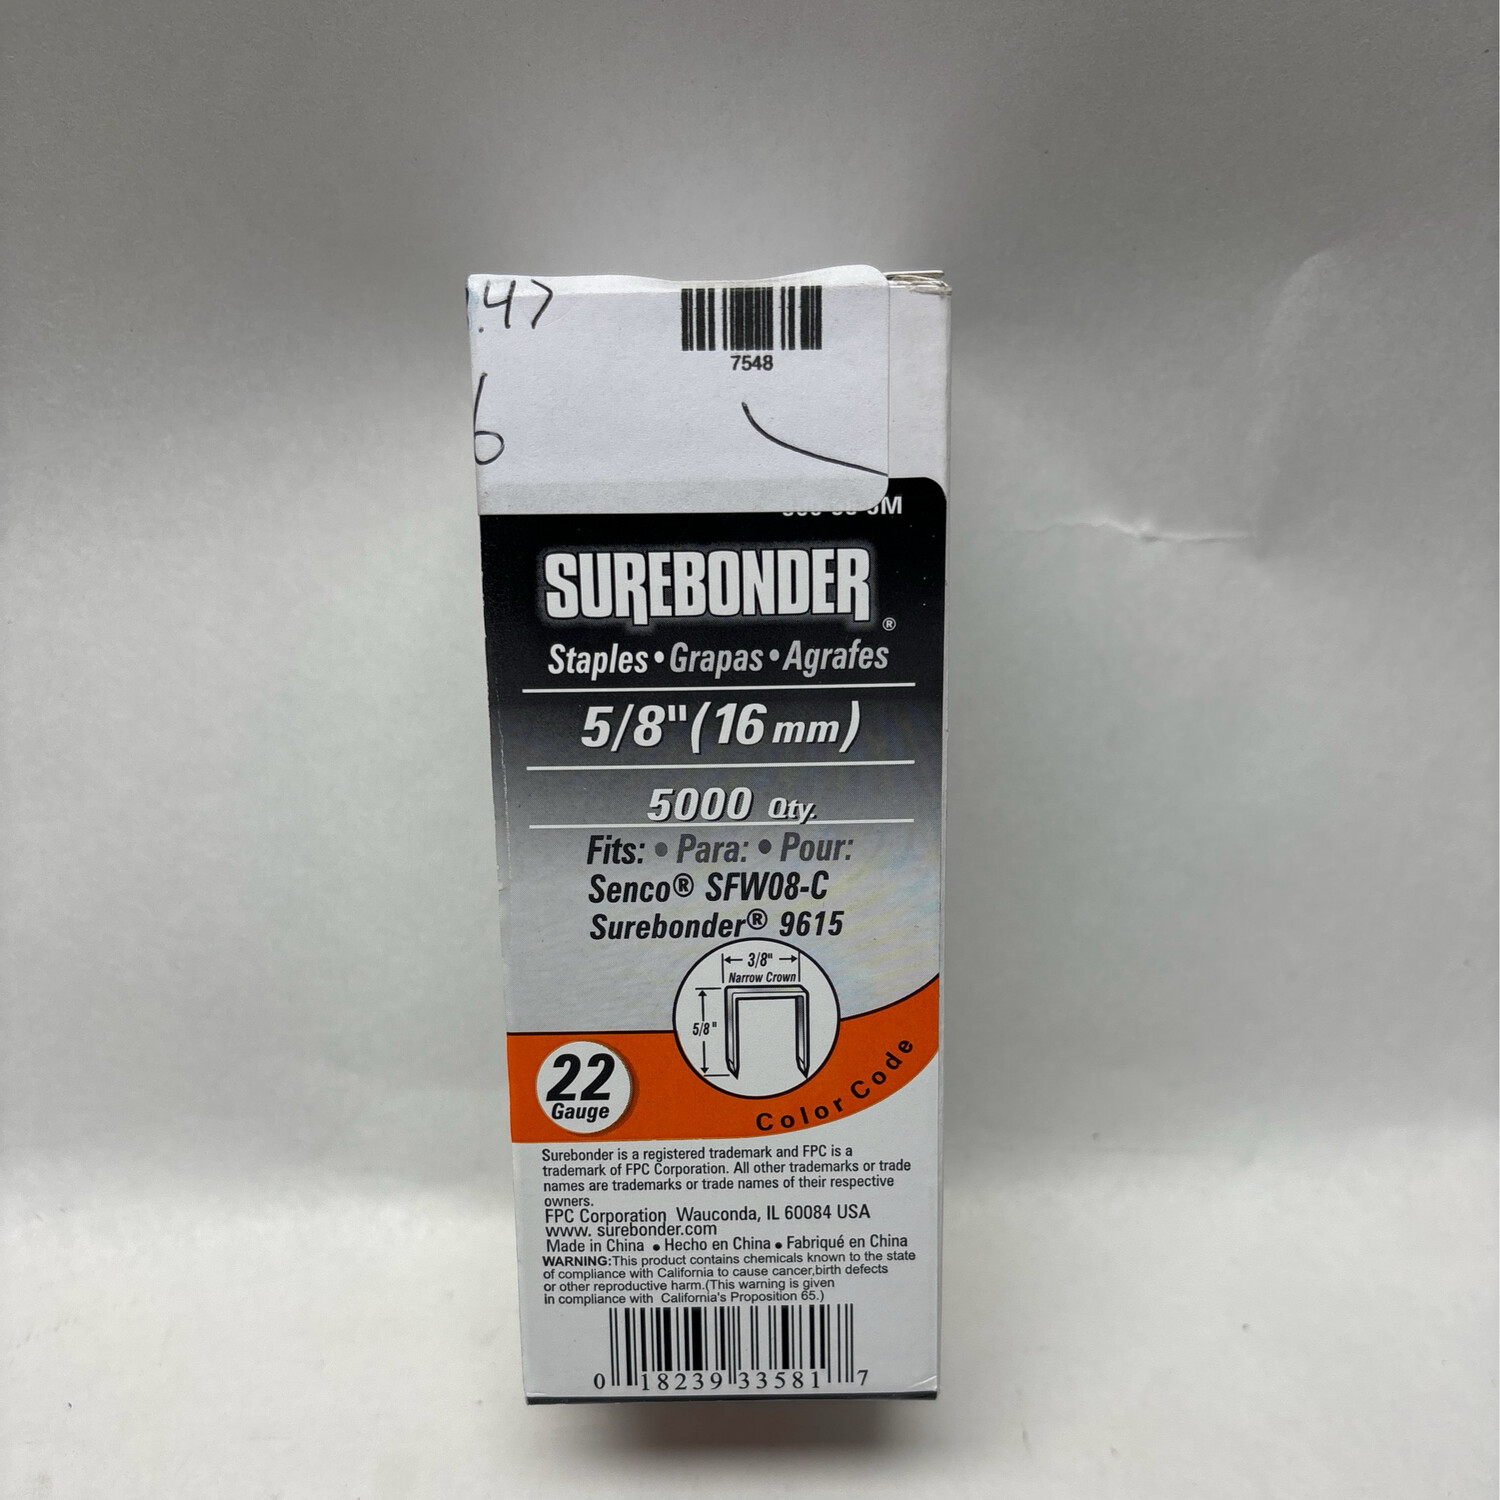 .47
7548
6
SUREBONDER®
Staples • Grapas • Agrafes
5/8" (16 mm)
5000 Qty.
Fits: • Para: • Pour:
Senco® SFW08-C
Surebonder® 9615
3/8"
Narrow Crown
5/8"
22
Gauge
Color Code
Surebonder is a registered trademark and FPC is a
trademark of FPC Corporation. All other trademarks or trade
names are trademarks or trade names of their respective
owners.
FPC Corporation Wauconda, IL 60084 USA
www. surebonder.com
Made in China • Hecho en China • Fabriqué en China
WARNING:This product contains chemicals known to the state
of compliance with California to cause cancer,birth defects
or other reproductive harm.(This warning is given
in compliance with California's Proposition 65.)
0 18239 33581 7